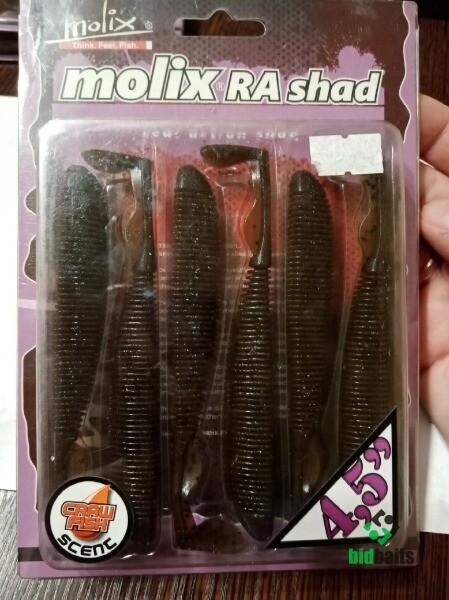 molix®
Think. Feel. Fish.
molix® RA shad
CRAW
FISH
SCENT
4,5”
bidbaits